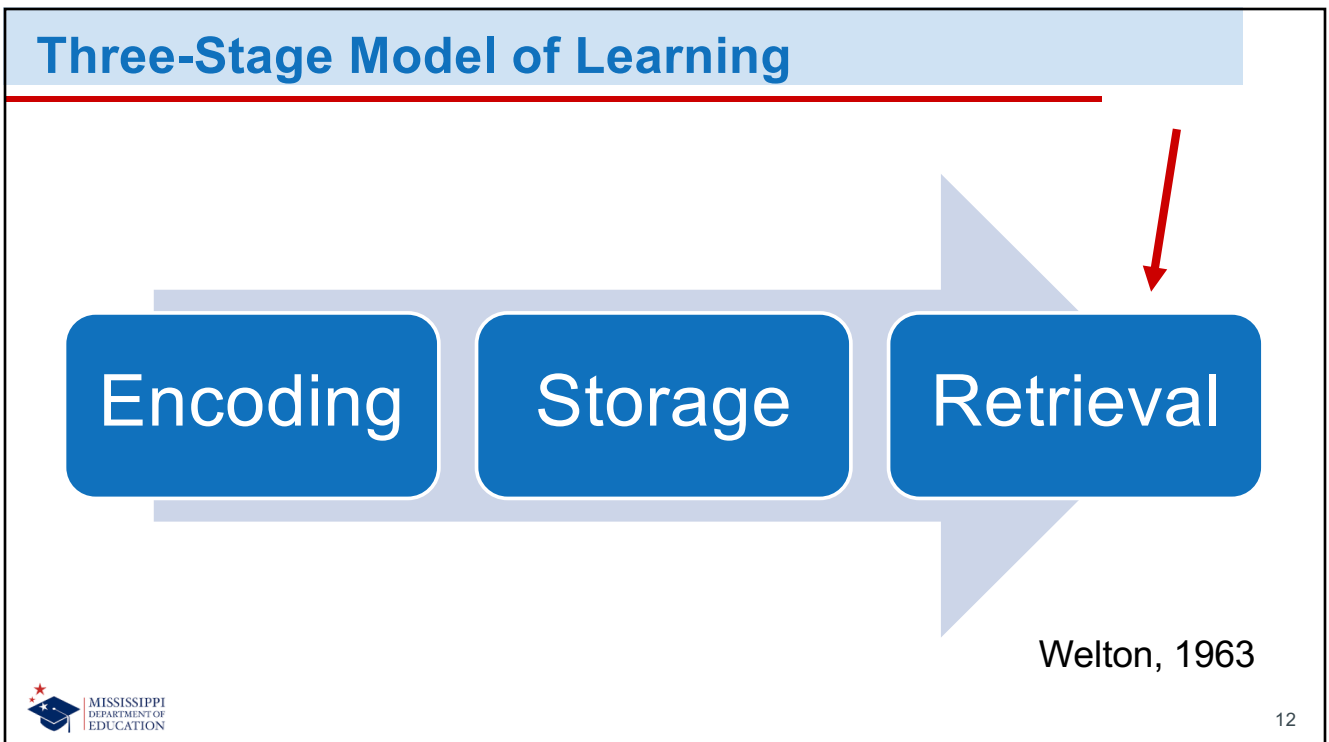 Three-Stage Model of Learning
Encoding
Storage
Retrieval
Welton, 1963
MISSISSIPPI
DEPARTMENT OF
EDUCATION
12